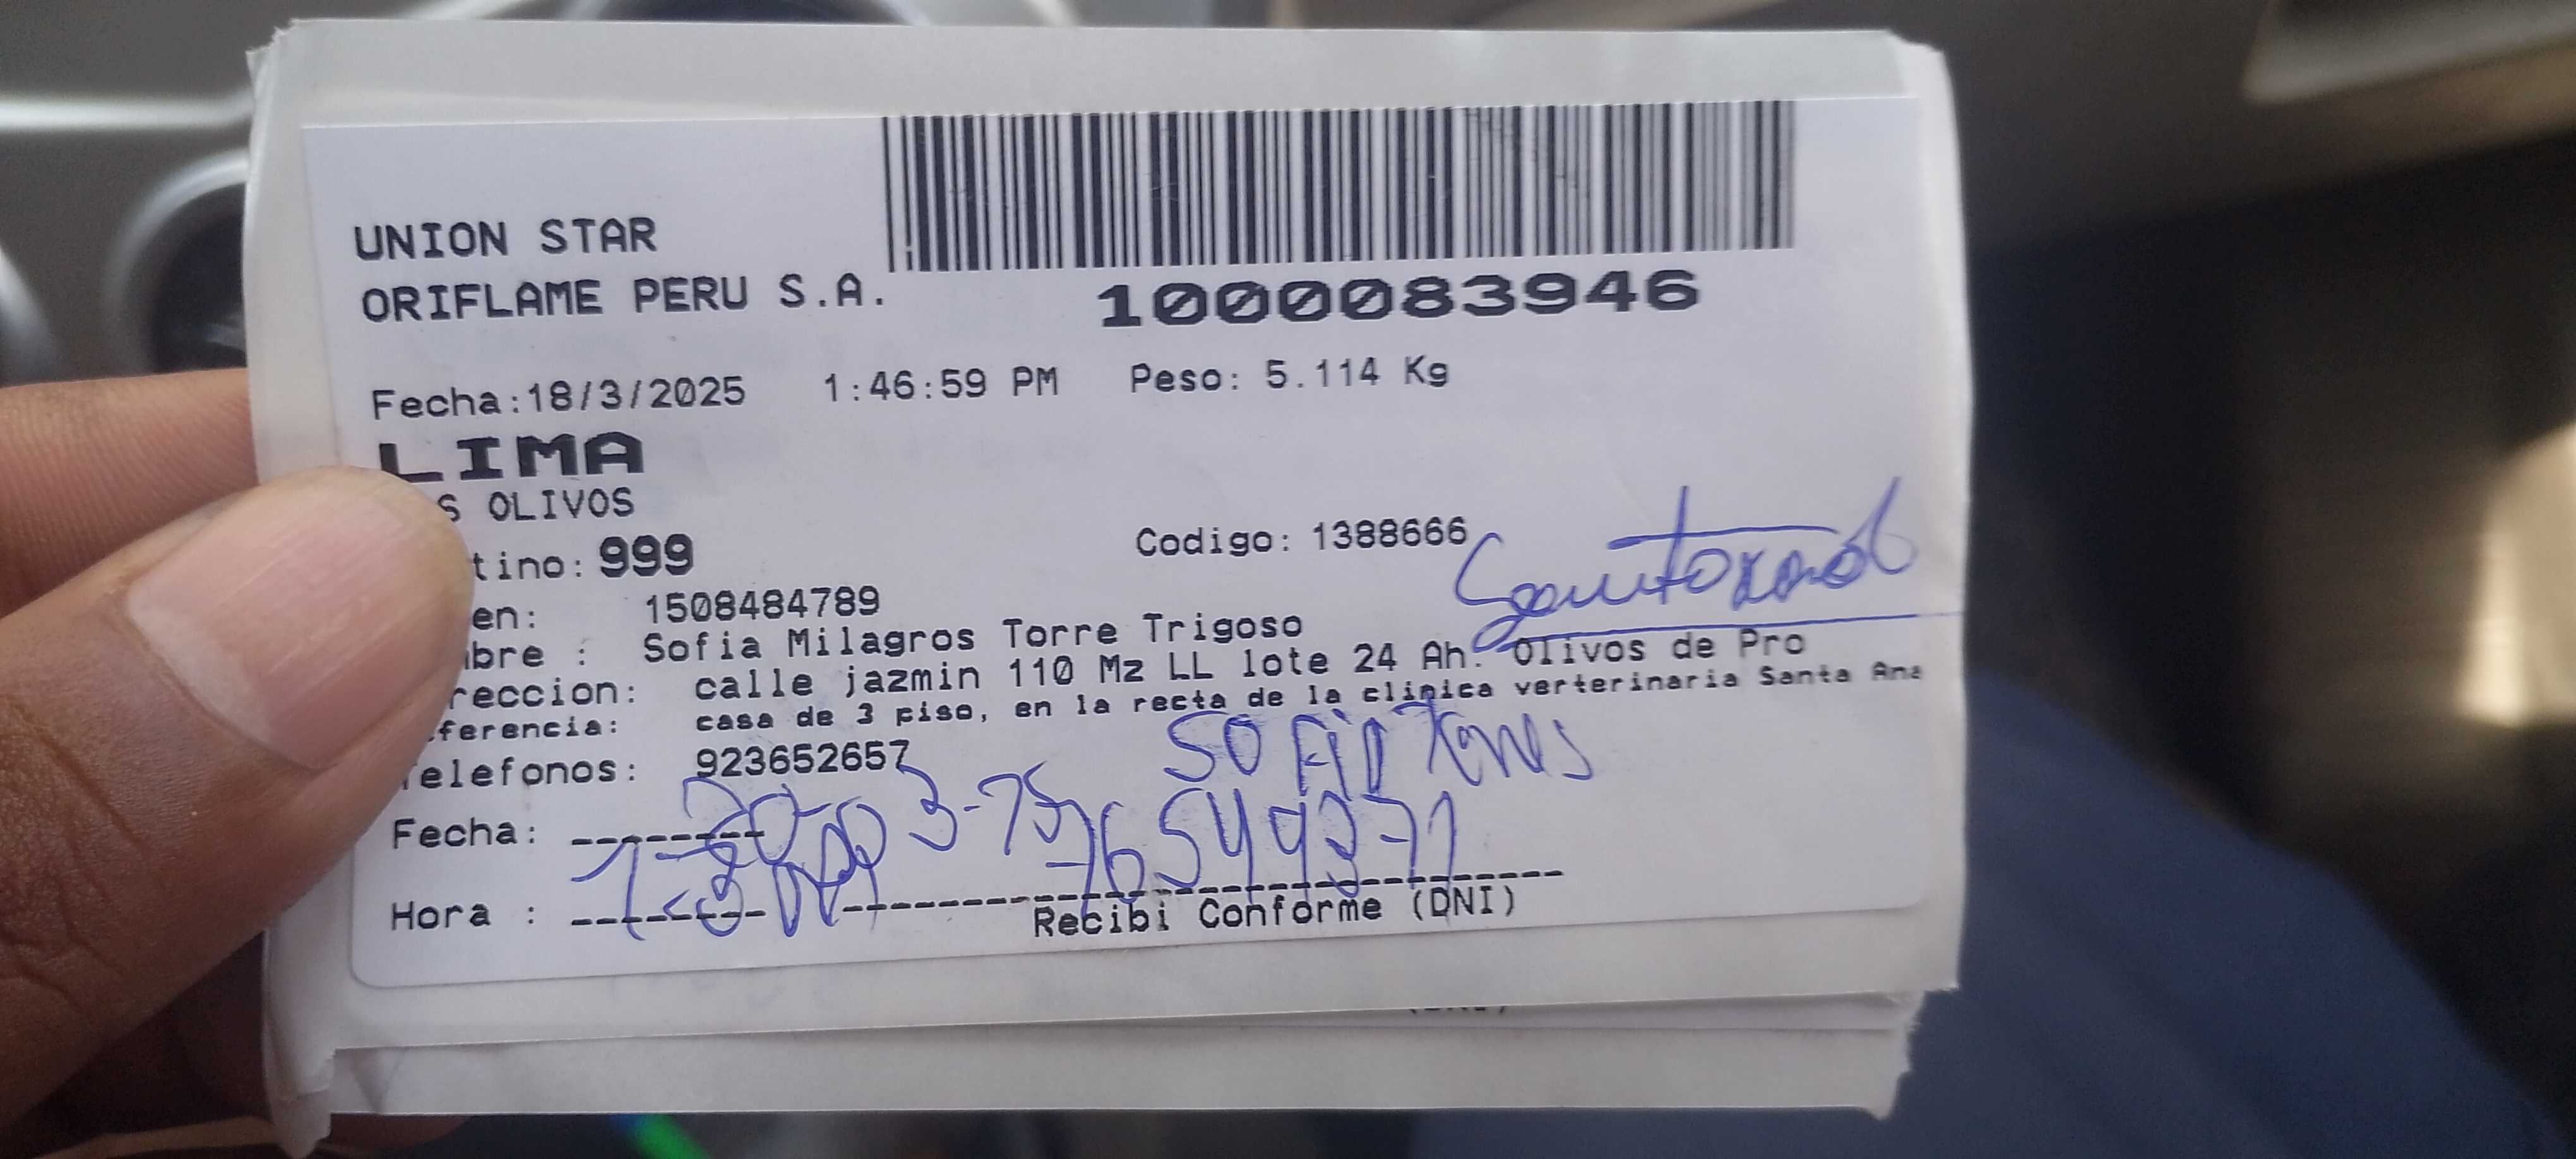 UNION STAR
ORIFLAME PERU S.A.
1000083946
Fecha:18/3/2025 1:46:59 PM Peso: 5.114 Kg
LIMA
S OLIVOS
tino: 999 Codigo: 1388666
en: 1508484789
bre : Sofia Milagros Torre Trigoso
reccion: calle jazmin 110 Mz LL lote 24 Ah. Olivos de Pro
ferencia: casa de 3 piso, en la recta de la clinica verterinaria Santa Ana
elefonos: 923652657
Fecha:
Hora :
Recibi Conforme (DNI)